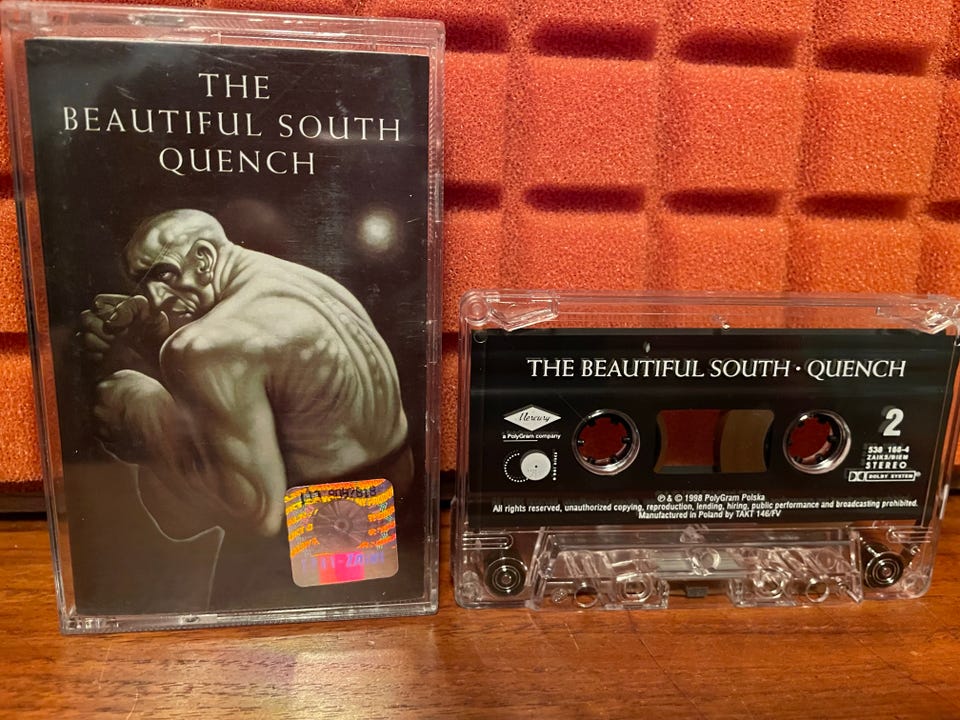 THE
BEAUTIFUL SOUTH
QUENCH
THE BEAUTIFUL SOUTH • QUENCH
Mercury
a PolyGram company
2
538 166-4
ZAIKS/BIEM
STEREO
DOLBY SYSTEM
℗ & © 1998 PolyGram Polska
All rights reserved, unauthorized copying, reproduction, lending, hiring, public performance and broadcasting prohibited.
Manufactured in Poland by TAKT 146/FV